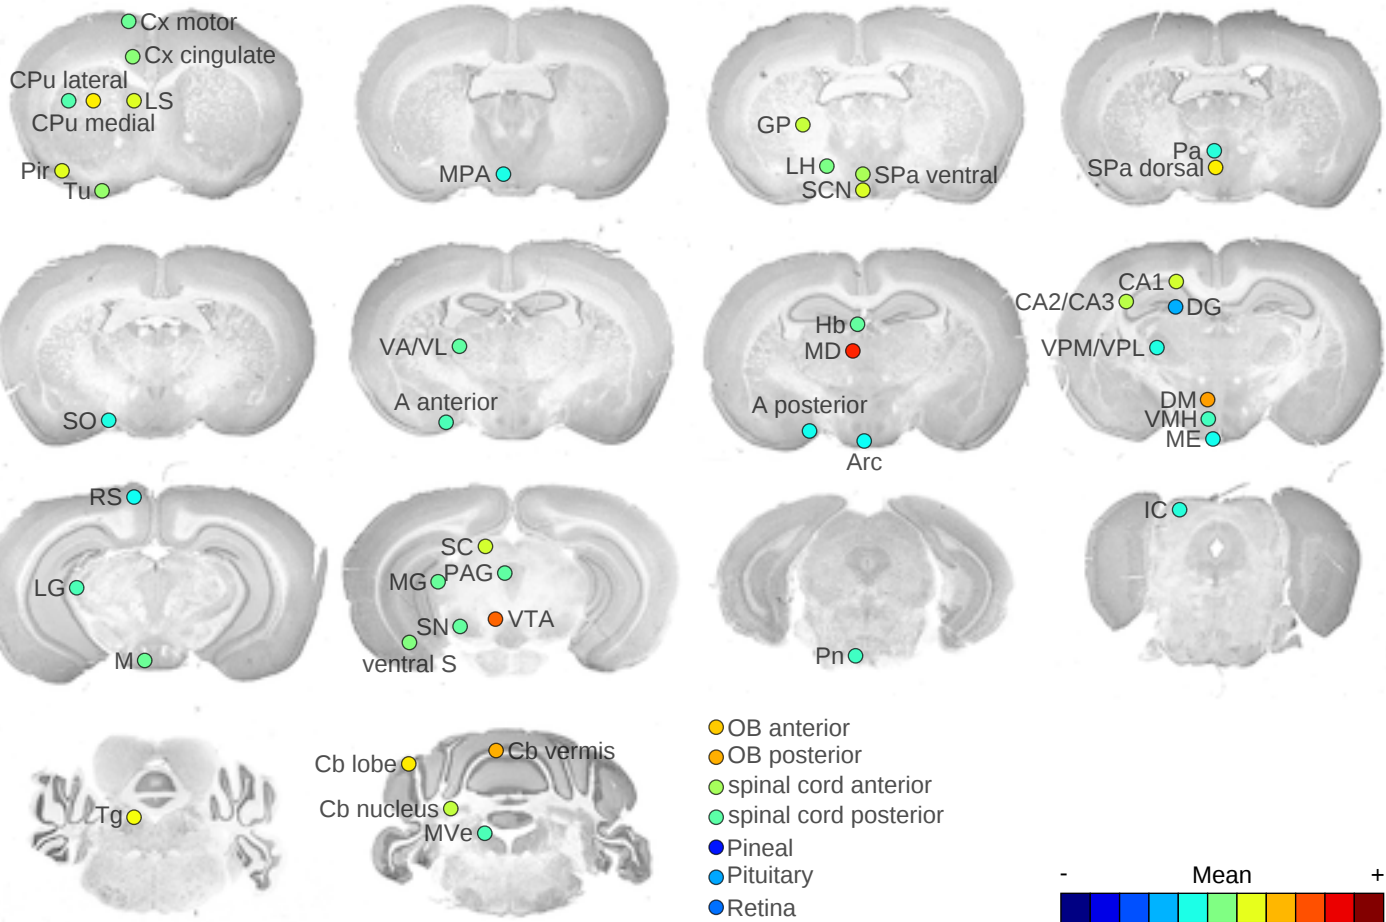 Cx motor
Cx cingulate
CPu lateral
LS
CPu medial
Pir
Tu
MPA
GP
LH
SPa ventral
SCN
Pa
SPa dorsal
SO
VA/VL
A anterior
Hb
MD
A posterior
Arc
CA1
CA2/CA3
DG
VPM/VPL
DM
VMH
ME
RS
LG
M
SC
MG
PAG
SN
VTA
ventral S
Pn
IC
Tg
Cb lobe
Cb vermis
Cb nucleus
MVe
OB anterior
OB posterior
spinal cord anterior
spinal cord posterior
Pineal
Pituitary
Retina
- Mean +